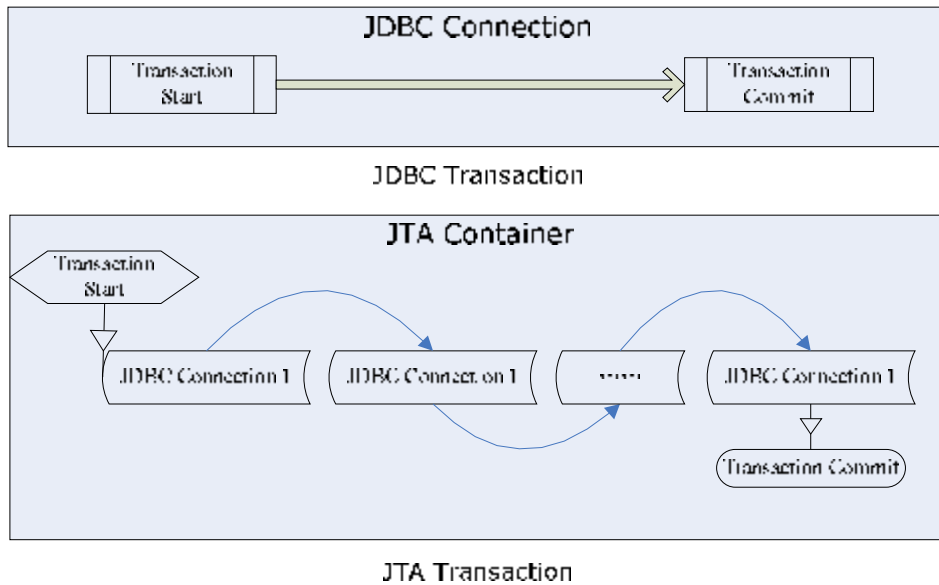 JDBC Connection
Transaction
Start
Transaction
Commit
JDBC Transaction
JTA Container
Transaction
Start
JDBC Connection 1
JDBC Connection 1
......
JDBC Connection 1
Transaction Commit
JTA Transaction